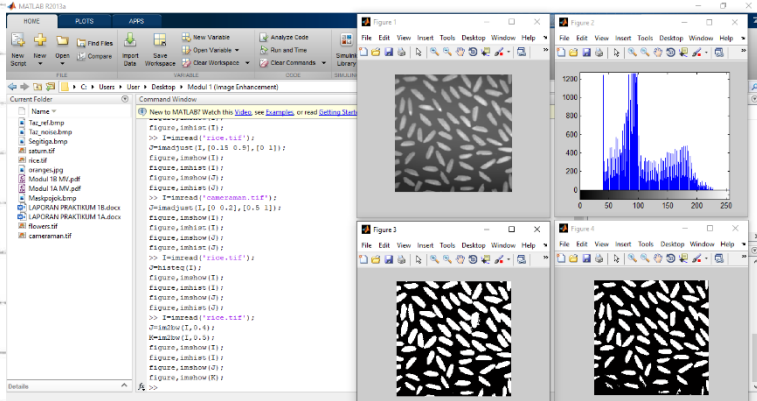 MATLAB R2013a
HOME PLOTS APPS
New Script New Open Find Files Compare Import Data Save Workspace New Variable Open Variable Clear Workspace Analyze Code Run and Time Clear Commands Simulink Library
FILE VARIABLE CODE SIMULINK
C: Users User Desktop Modul 1 (Image Enhancement)
Current Folder
Name
Taz_ref.bmp
Taz_noise.bmp
Segitiga.bmp
saturn.tif
rice.tif
oranges.jpg
Modul 1B MV.pdf
Modul 1A MV.pdf
Maskpojok.bmp
LAPORAN PRAKTIKUM 1B.docx
LAPORAN PRAKTIKUM 1A.docx
flowers.tif
cameraman.tif
Details
Command Window
New to MATLAB? Watch this Video, see Examples, or read Getting Started
figure,imshow(I);
figure,imhist(I);
>> I=imread('rice.tif');
J=imadjust(I,[0.15 0.9],[0 1]);
figure,imshow(I);
figure,imhist(I);
figure,imshow(J);
figure,imhist(J);
>> I=imread('cameraman.tif');
J=imadjust(I,[0 0.2],[0.5 1]);
figure,imshow(I);
figure,imhist(I);
figure,imshow(J);
figure,imhist(J);
>> I=imread('rice.tif');
J=histeq(I);
figure,imshow(I);
figure,imhist(I);
figure,imshow(J);
figure,imhist(J);
>> I=imread('rice.tif');
J=im2bw(I,0.4);
K=im2bw(I,0.5);
figure,imshow(I);
figure,imhist(I);
figure,imshow(J);
figure,imshow(K);
fx >>
Figure 1
File Edit View Insert Tools Desktop Window Help
Figure 2
File Edit View Insert Tools Desktop Window Help
1200
1000
800
600
400
200
0
0 50 100 150 200 250
Figure 3
File Edit View Insert Tools Desktop Window Help
Figure 4
File Edit View Insert Tools Desktop Window Help